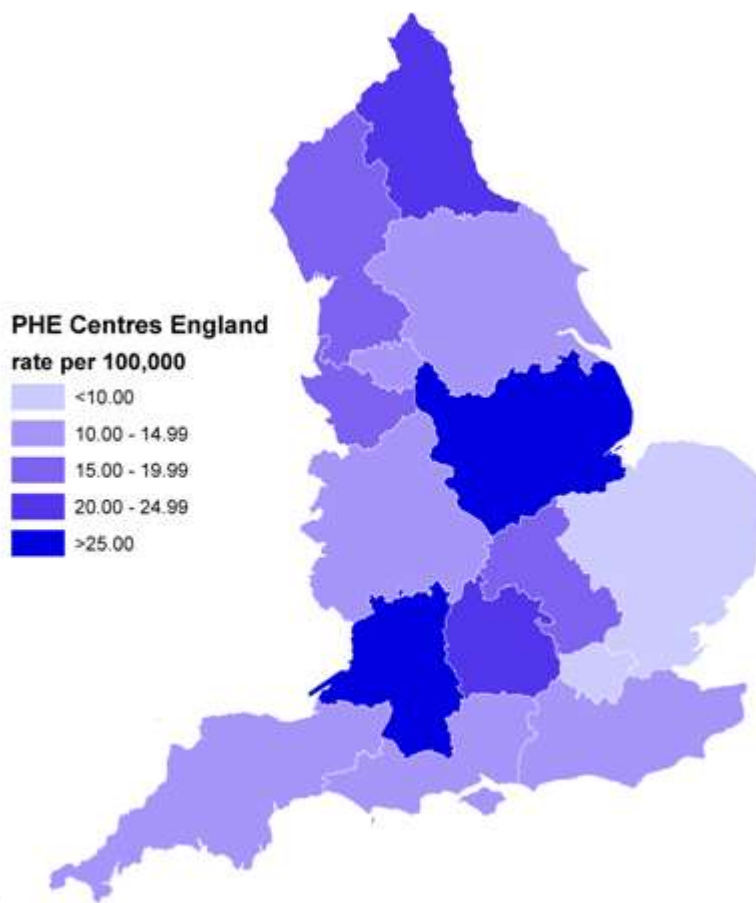 PHE Centres England
rate per 100,000
<10.00
10.00 - 14.99
15.00 - 19.99
20.00 - 24.99
>25.00